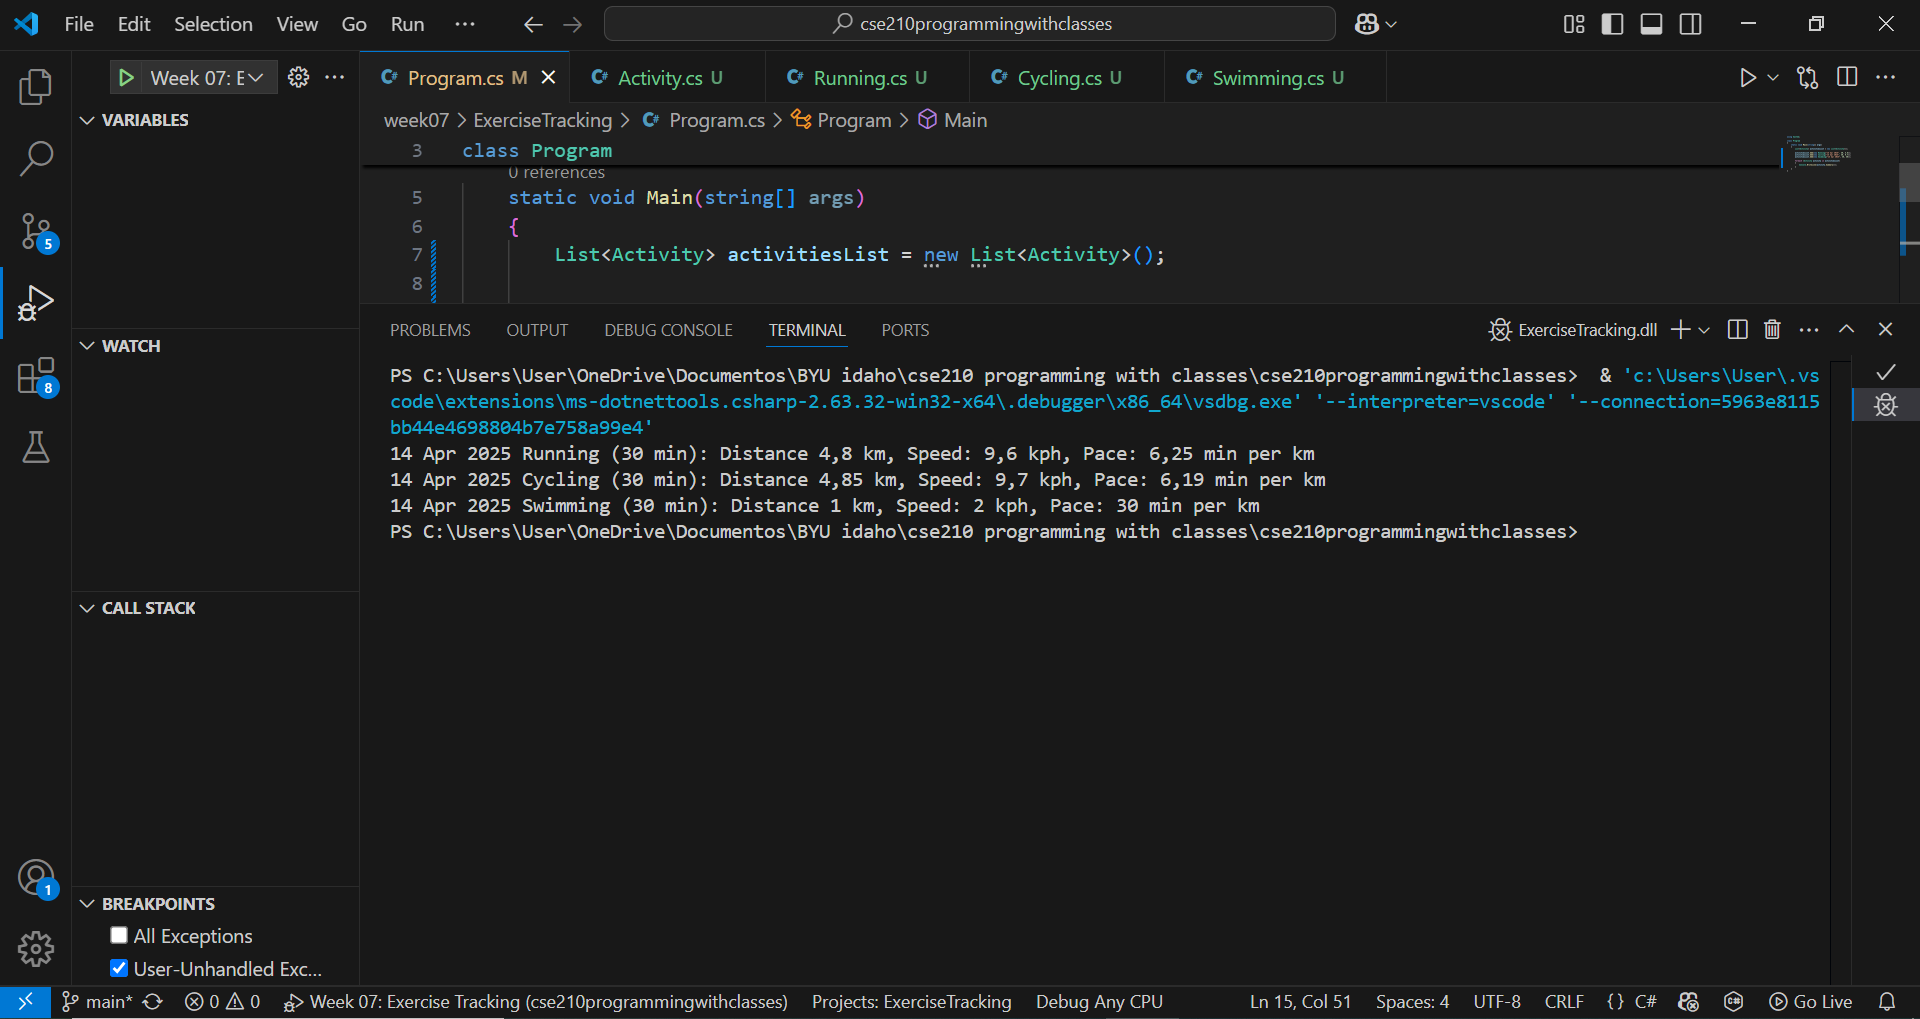 File Edit Selection View Go Run ··· cse210programmingwithclasses
Week 07: E ···
Program.cs M Activity.cs U Running.cs U Cycling.cs U Swimming.cs U ···
VARIABLES
week07 > ExerciseTracking > Program.cs > Program > Main
3 class Program
0 references
5 static void Main(string[] args)
6 {
7 List<Activity> activitiesList = new List<Activity>();
8
WATCH
CALL STACK
BREAKPOINTS
All Exceptions
User-Unhandled Exc...
5
8
1
PROBLEMS OUTPUT DEBUG CONSOLE TERMINAL PORTS ExerciseTracking.dll ···
PS C:\Users\User\OneDrive\Documentos\BYU idaho\cse210 programming with classes\cse210programmingwithclasses> & 'c:\Users\User\.vs
code\extensions\ms-dotnettools.csharp-2.63.32-win32-x64\.debugger\x86_64\vsdbg.exe' '--interpreter=vscode' '--connection=5963e8115
bb44e4698804b7e758a99e4'
14 Apr 2025 Running (30 min): Distance 4,8 km, Speed: 9,6 kph, Pace: 6,25 min per km
14 Apr 2025 Cycling (30 min): Distance 4,85 km, Speed: 9,7 kph, Pace: 6,19 min per km
14 Apr 2025 Swimming (30 min): Distance 1 km, Speed: 2 kph, Pace: 30 min per km
PS C:\Users\User\OneDrive\Documentos\BYU idaho\cse210 programming with classes\cse210programmingwithclasses>
main* 0 0 Week 07: Exercise Tracking (cse210programmingwithclasses) Projects: ExerciseTracking Debug Any CPU Ln 15, Col 51 Spaces: 4 UTF-8 CRLF {} C# Go Live